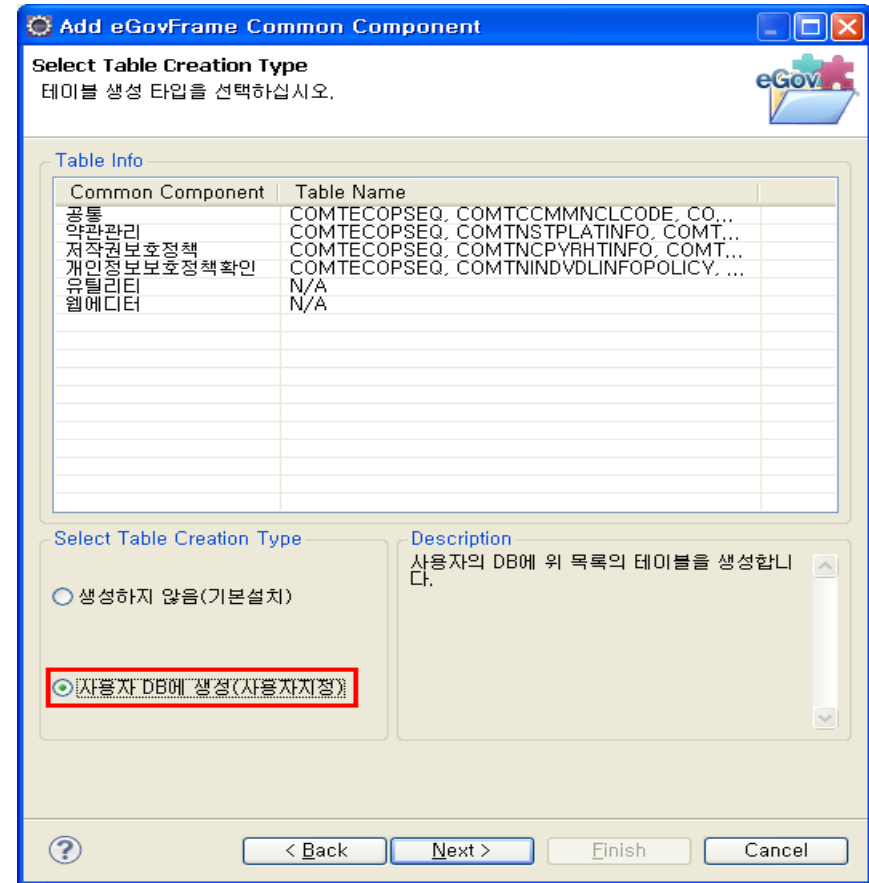 Add eGovFrame Common Component
Select Table Creation Type
테이블 생성 타입을 선택하십시오.
eGov
Table Info
Common Component Table Name
공통 COMTECOPSEQ, COMTCCMMNCLCODE, CO...
약관관리 COMTECOPSEQ, COMTNSTPLATINFO, COMT...
저작권보호정책 COMTECOPSEQ, COMTNCPYRHTINFO, COMT...
개인정보보호정책확인 COMTECOPSEQ, COMTNINDVDLINFOPOLICY, ...
유틸리티 N/A
웹에디터 N/A
Select Table Creation Type
생성하지 않음(기본설치)
사용자 DB에 생성(사용자지정)
Description
사용자의 DB에 위 목록의 테이블을 생성합니
다.
< Back Next > Finish Cancel